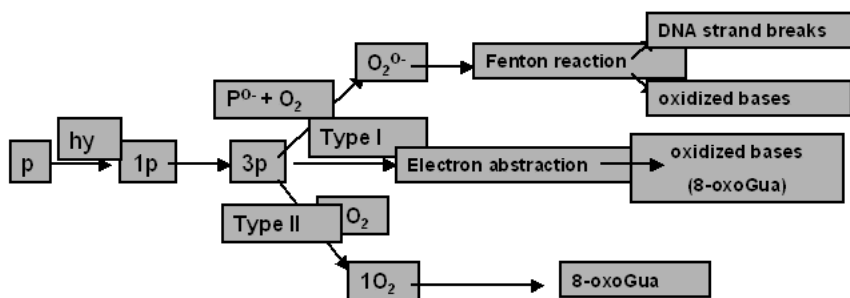 DNA strand breaks
O₂⁰⁻
Fenton reaction
P⁰⁻ + O₂
oxidized bases
hy
Type I
p
1p
3p
Electron abstraction
oxidized bases
(8-oxoGua)
Type II
O₂
1O₂
8-oxoGua